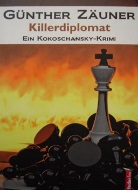 GÜNTHER ZÄUNER
Killerdiplomat
EIN KOKOSCHANSKY-KRIMI